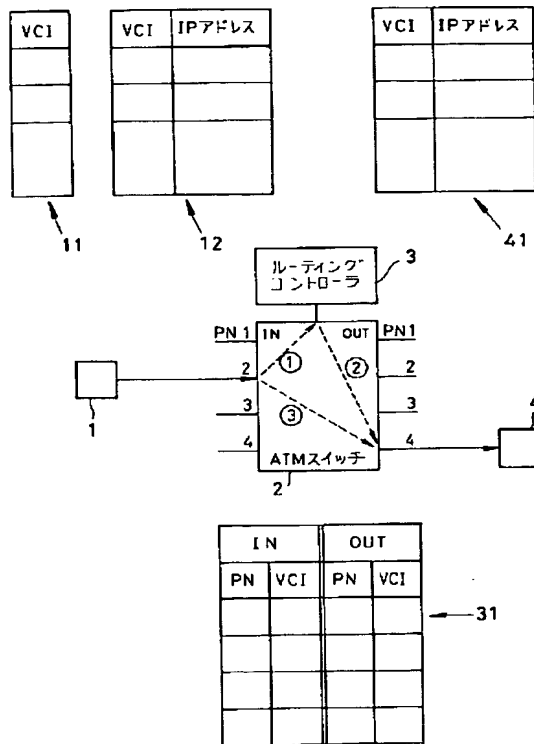 VCI
VCI IPアドレス
VCI IPアドレス
11
12
41
ルーティング
コントローラ
3
PN 1
IN
OUT
PN1
①
②
2
2
③
3
3
1
4
4
4
ATMスイッチ
2
IN OUT
PN VCI PN VCI
31